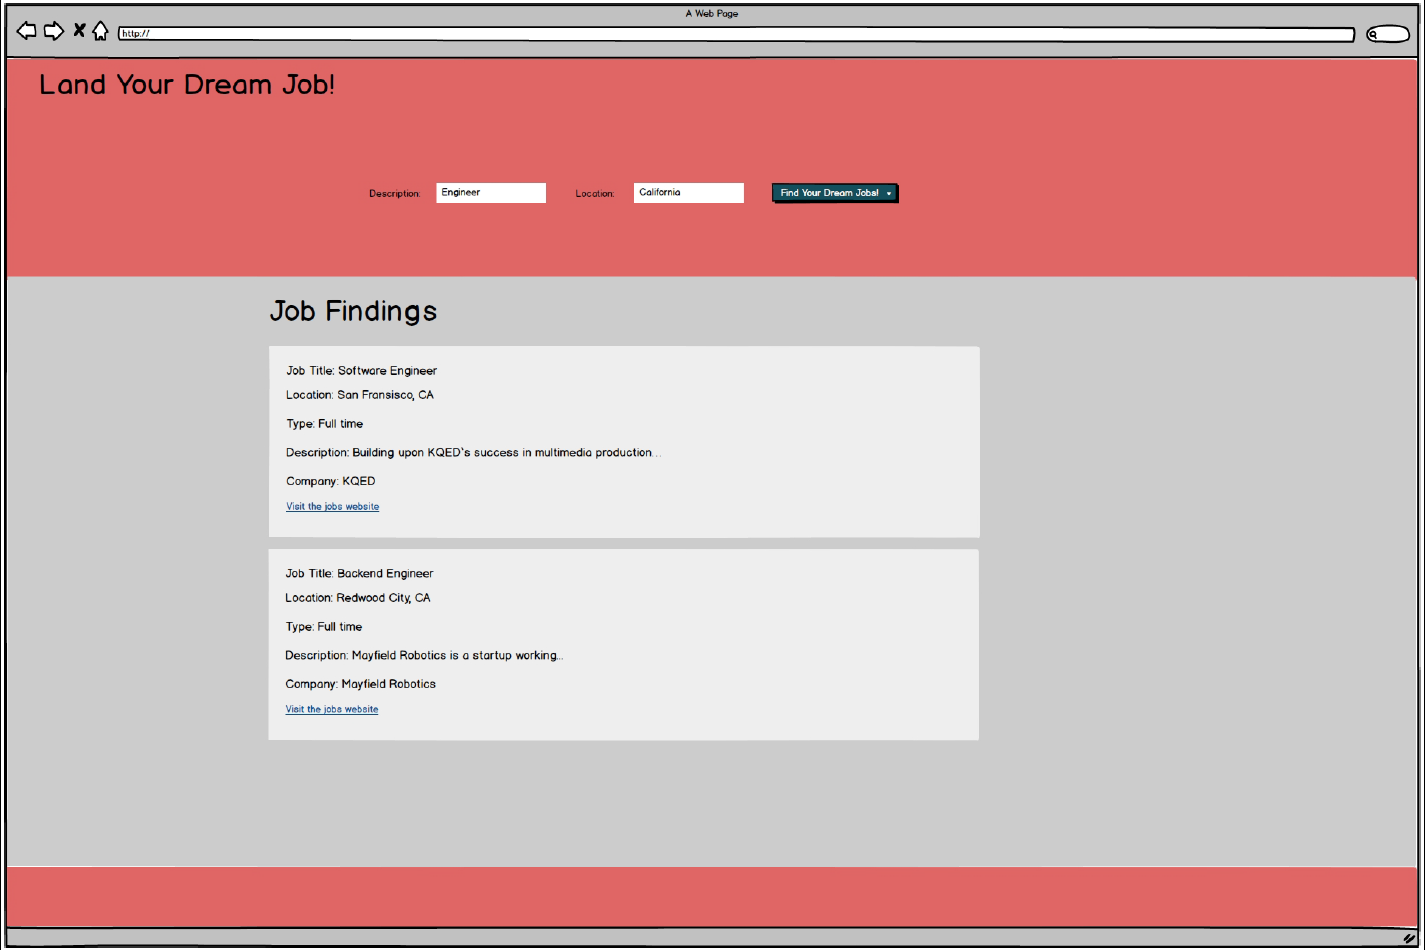 A Web Page
http://
Land Your Dream Job!
Description: Engineer Location: California Find Your Dream Jobs!
Job Findings
Job Title: Software Engineer
Location: San Fransisco, CA
Type: Full time
Description: Building upon KQED`s success in multimedia production...
Company: KQED
Visit the jobs website
Job Title: Backend Engineer
Location: Redwood City, CA
Type: Full time
Description: Mayfield Robotics is a startup working...
Company: Mayfield Robotics
Visit the jobs website